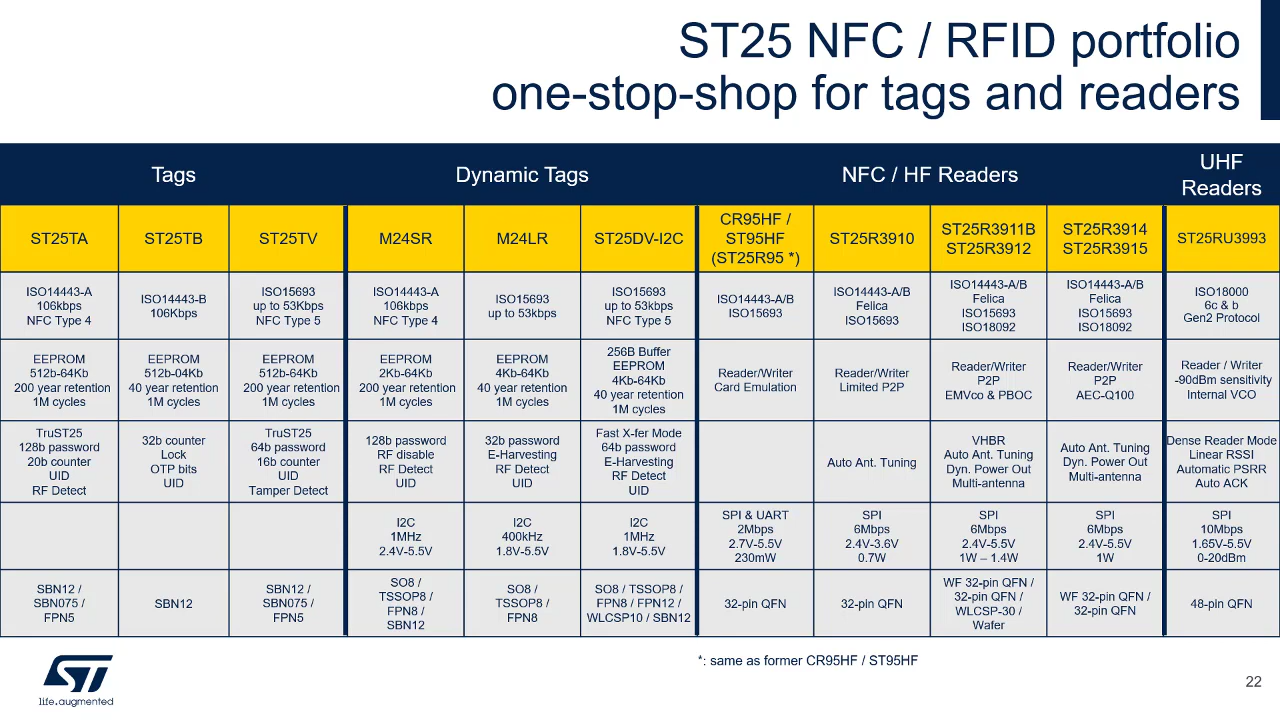 ST25 NFC / RFID portfolio
one-stop-shop for tags and readers
Tags
Dynamic Tags
NFC / HF Readers
UHF
Readers
ST25TA
ST25TB
ST25TV
M24SR
M24LR
ST25DV-I2C
CR95HF /
ST95HF
(ST25R95 *)
ST25R3910
ST25R3911B
ST25R3912
ST25R3914
ST25R3915
ST25RU3993
ISO14443-A
106kbps
NFC Type 4
ISO14443-B
106Kbps
ISO15693
up to 53Kbps
NFC Type 5
ISO14443-A
106kbps
NFC Type 4
ISO15693
up to 53kbps
ISO15693
up to 53kbps
NFC Type 5
ISO14443-A/B
ISO15693
ISO14443-A/B
Felica
ISO15693
ISO14443-A/B
Felica
ISO15693
ISO18092
ISO14443-A/B
Felica
ISO15693
ISO18092
ISO18000
6c & b
Gen2 Protocol
EEPROM
512b-64Kb
200 year retention
1M cycles
EEPROM
512b-04Kb
40 year retention
1M cycles
EEPROM
512b-64Kb
200 year retention
1M cycles
EEPROM
2Kb-64Kb
200 year retention
1M cycles
EEPROM
4Kb-64Kb
40 year retention
1M cycles
256B Buffer
EEPROM
4Kb-64Kb
40 year retention
1M cycles
Reader/Writer
Card Emulation
Reader/Writer
Limited P2P
Reader/Writer
P2P
EMVco & PBOC
Reader/Writer
P2P
AEC-Q100
Reader / Writer
-90dBm sensitivity
Internal VCO
TruST25
128b password
20b counter
UID
RF Detect
32b counter
Lock
OTP bits
UID
TruST25
64b password
16b counter
UID
Tamper Detect
128b password
RF disable
RF Detect
UID
32b password
E-Harvesting
RF Detect
UID
Fast X-fer Mode
64b password
E-Harvesting
RF Detect
UID
Auto Ant. Tuning
VHBR
Auto Ant. Tuning
Dyn. Power Out
Multi-antenna
Auto Ant. Tuning
Dyn. Power Out
Multi-antenna
Dense Reader Mode
Linear RSSI
Automatic PSRR
Auto ACK
I2C
1MHz
2.4V-5.5V
I2C
400kHz
1.8V-5.5V
I2C
1MHz
1.8V-5.5V
SPI & UART
2Mbps
2.7V-5.5V
230mW
SPI
6Mbps
2.4V-3.6V
0.7W
SPI
6Mbps
2.4V-5.5V
1W – 1.4W
SPI
6Mbps
2.4V-5.5V
1W
SPI
10Mbps
1.65V-5.5V
0-20dBm
SBN12 /
SBN075 /
FPN5
SBN12
SBN12 /
SBN075 /
FPN5
SO8 /
TSSOP8 /
FPN8 /
SBN12
SO8 /
TSSOP8 /
FPN8
SO8 / TSSOP8 /
FPN8 / FPN12 /
WLCSP10 / SBN12
32-pin QFN
32-pin QFN
WF 32-pin QFN /
32-pin QFN /
WLCSP-30 /
Wafer
WF 32-pin QFN /
32-pin QFN
48-pin QFN
*: same as former CR95HF / ST95HF
ST
life.augmented
22